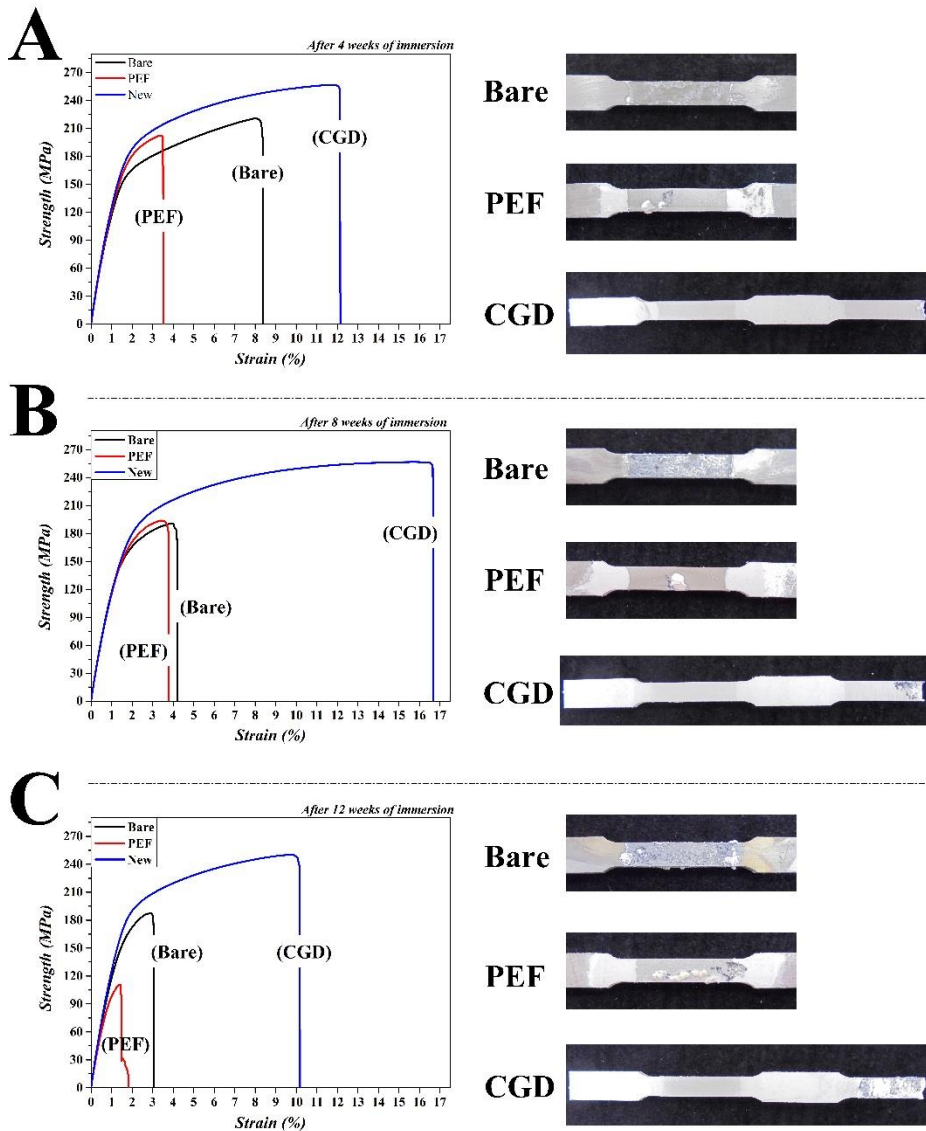 A
After 4 weeks of immersion
Bare
PEF
New
270
240
210
180
150
120
90
60
30
0
Strength (MPa)
(CGD)
(Bare)
(PEF)
0 1 2 3 4 5 6 7 8 9 10 11 12 13 14 15 16 17
Strain (%)
Bare
PEF
CGD
B
After 8 weeks of immersion
Bare
PEF
New
270
240
210
180
150
120
90
60
30
0
Strength (MPa)
(CGD)
(Bare)
(PEF)
0 1 2 3 4 5 6 7 8 9 10 11 12 13 14 15 16 17
Strain (%)
Bare
PEF
CGD
C
After 12 weeks of immersion
Bare
PEF
New
270
240
210
180
150
120
90
60
30
0
Strength (MPa)
(Bare)
(CGD)
(PEF)
0 1 2 3 4 5 6 7 8 9 10 11 12 13 14 15 16 17
Strain (%)
Bare
PEF
CGD